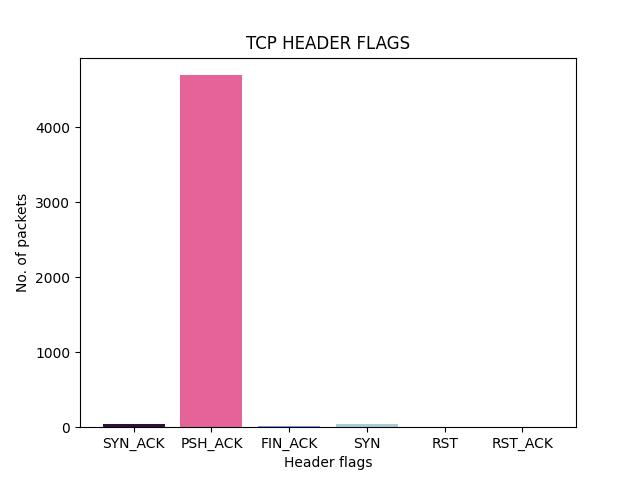 TCP HEADER FLAGS
No. of packets
4000
3000
2000
1000
0
SYN_ACK PSH_ACK FIN_ACK SYN RST RST_ACK
Header flags